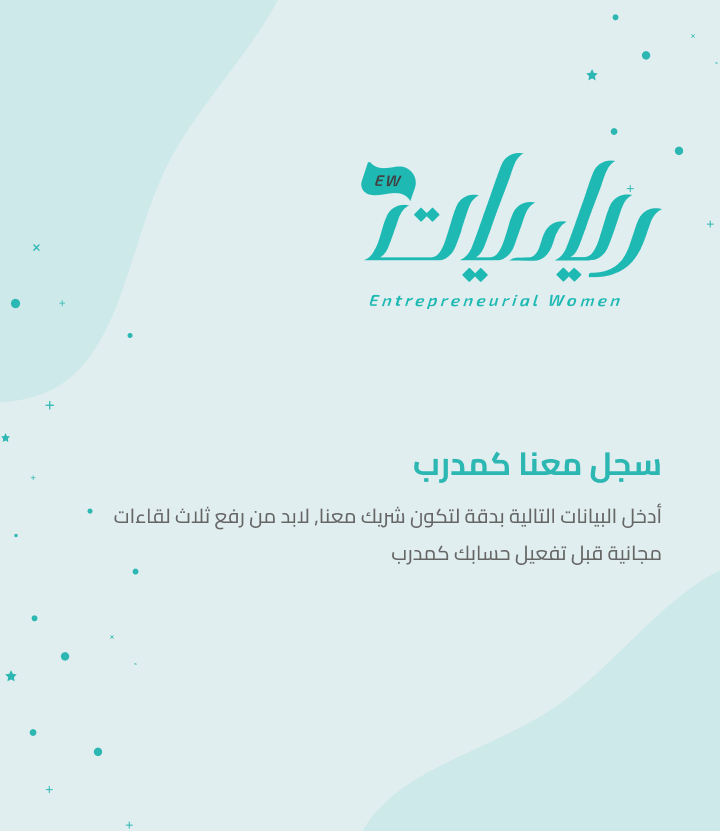 EW
رياديات
Entrepreneurial Women
سجل معنا كمدرب
أدخل البيانات التالية بدقة لتكون شريك معنا, لابد من رفع ثلاث لقاءات
مجانية قبل تفعيل حسابك كمدرب